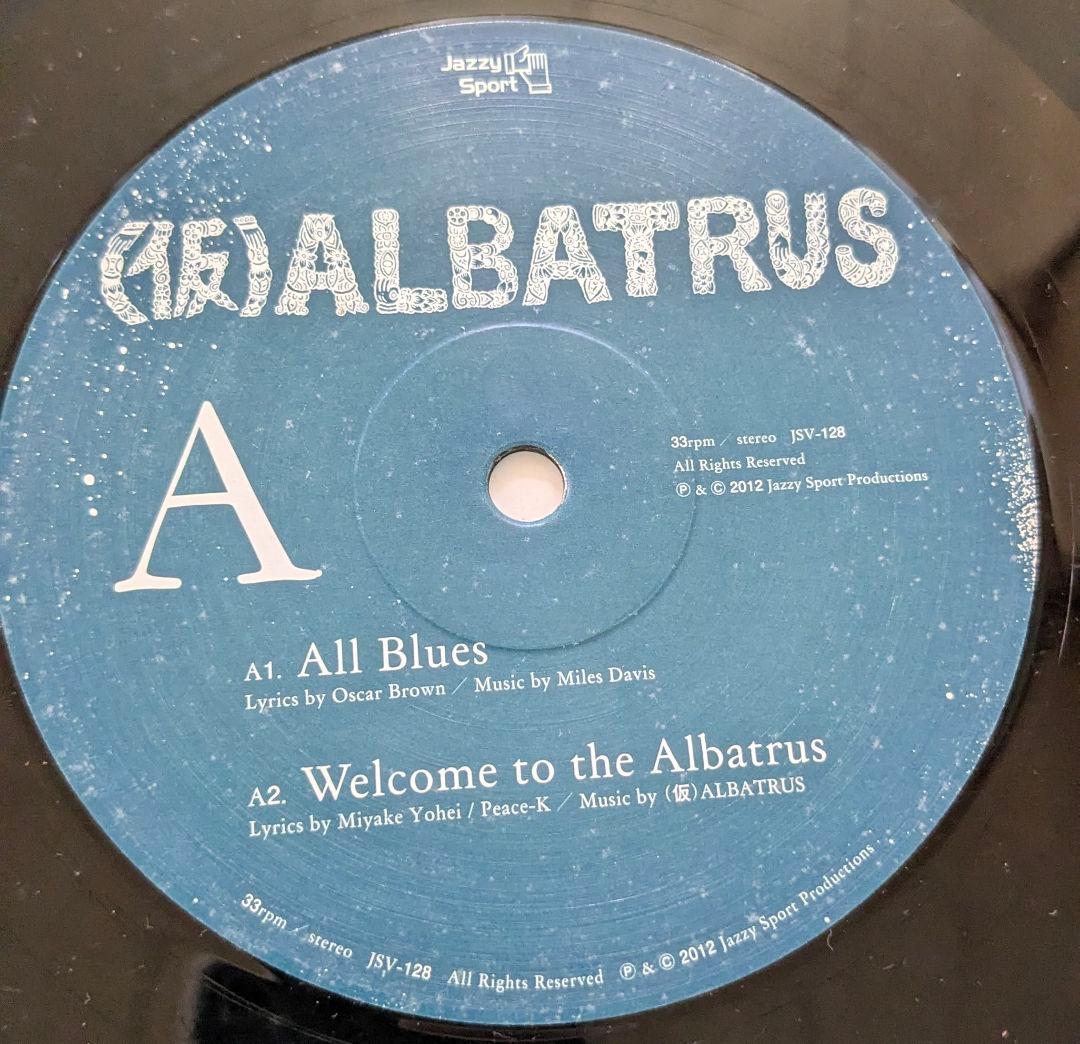 Jazzy
Sport
(仮)ALBATRUS
A
33rpm / stereo JSV-128
All Rights Reserved
Ⓟ & © 2012 Jazzy Sport Productions
A1. All Blues
Lyrics by Oscar Brown / Music by Miles Davis
A2. Welcome to the Albatrus
Lyrics by Miyake Yohei / Peace-K / Music by (仮)ALBATRUS
33rpm / stereo JSV-128 All Rights Reserved Ⓟ & © 2012 Jazzy Sport Productions